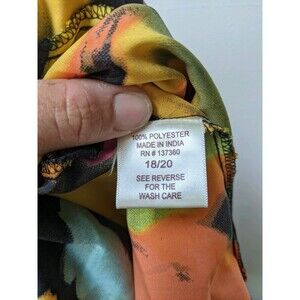 100% POLYESTER
MADE IN INDIA
RN # 137360
18/20
SEE REVERSE
FOR THE
WASH CARE